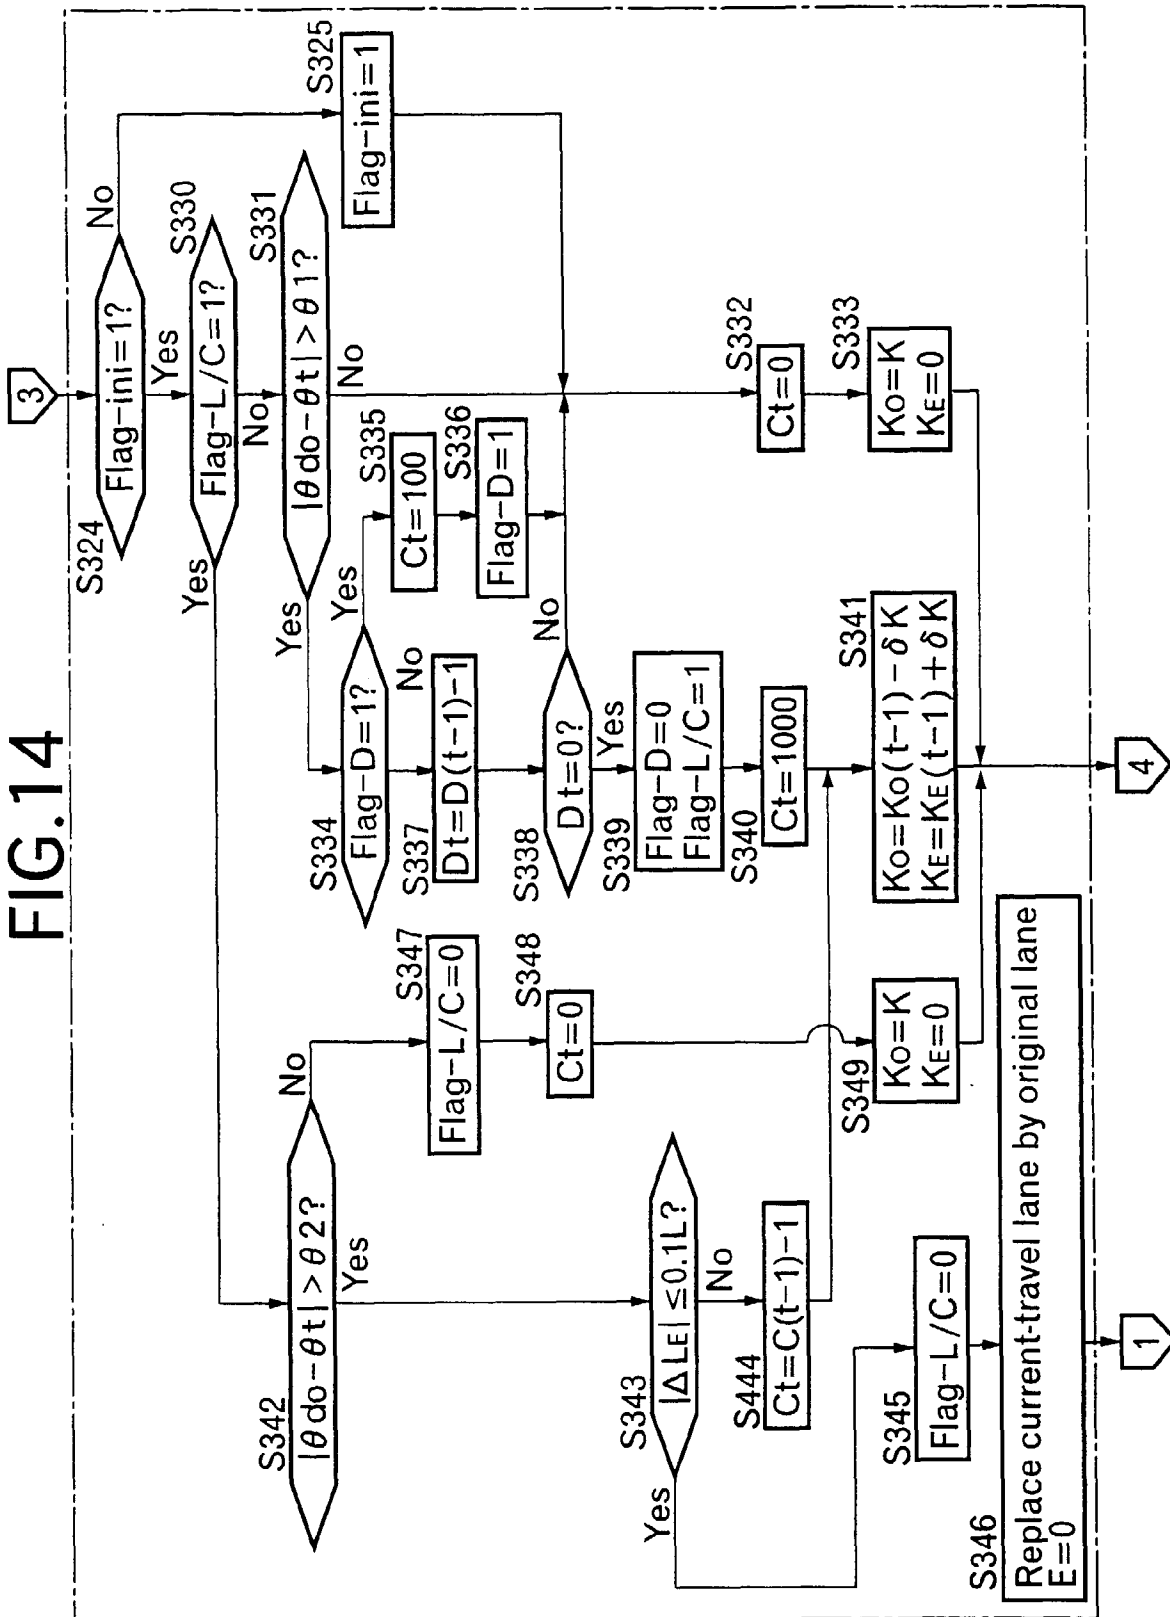 FIG.14
3
S324
Flag-ini=1?
No
Yes
S325
Flag-ini=1
S330
Flag-L/C=1?
Yes
No
S331
|θdo-θt|>θ1?
Yes
No
S334
Flag-D=1?
Yes
No
S335
Ct=100
S336
Flag-D=1
S337
Dt=D(t-1)-1
S338
Dt=0?
No
Yes
S339
Flag-D=0
Flag-L/C=1
S340
Ct=1000
S341
Ko=Ko(t-1)-δK
KE=KE(t-1)+δK
S332
Ct=0
S333
Ko=K
KE=0
S342
|θdo-θt|>θ2?
No
Yes
S347
Flag-L/C=0
S348
Ct=0
S349
Ko=K
KE=0
S343
|ΔLE|≤0.1L?
Yes
No
S444
Ct=C(t-1)-1
S345
Flag-L/C=0
S346
Replace current-travel lane by original lane
E=0
1
4